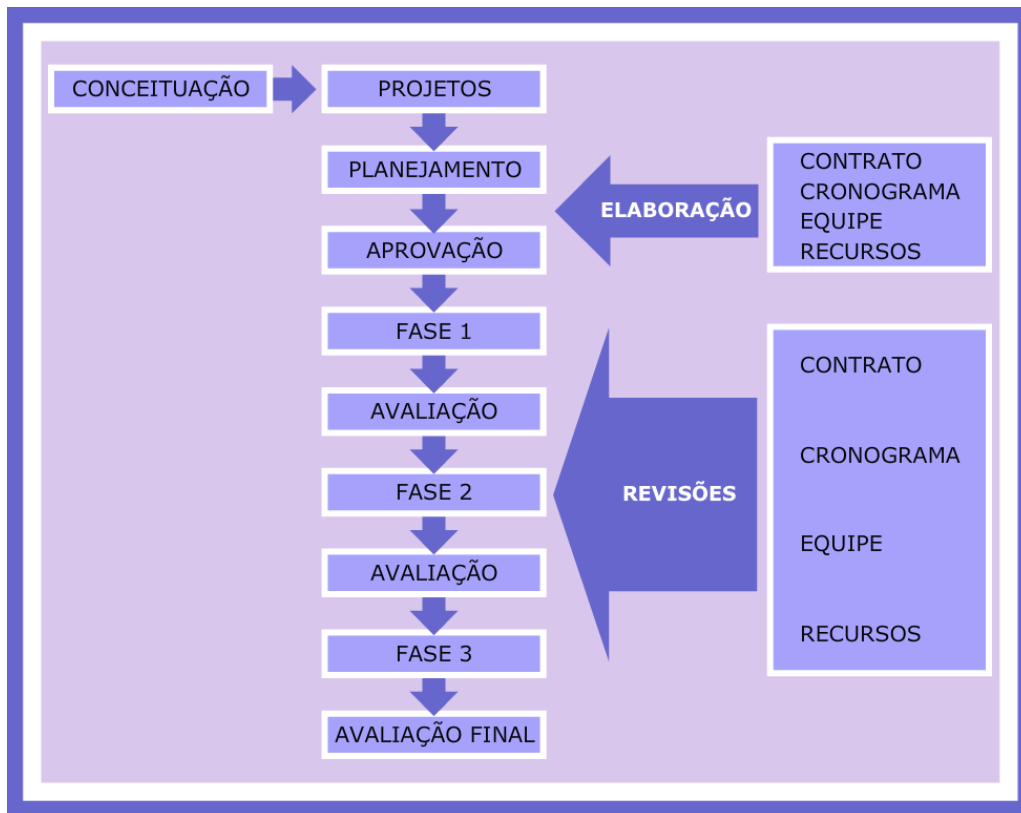 CONCEITUAÇÃO
PROJETOS
PLANEJAMENTO
APROVAÇÃO
FASE 1
AVALIAÇÃO
FASE 2
AVALIAÇÃO
FASE 3
AVALIAÇÃO FINAL
ELABORAÇÃO
CONTRATO
CRONOGRAMA
EQUIPE
RECURSOS
REVISÕES
CONTRATO
CRONOGRAMA
EQUIPE
RECURSOS